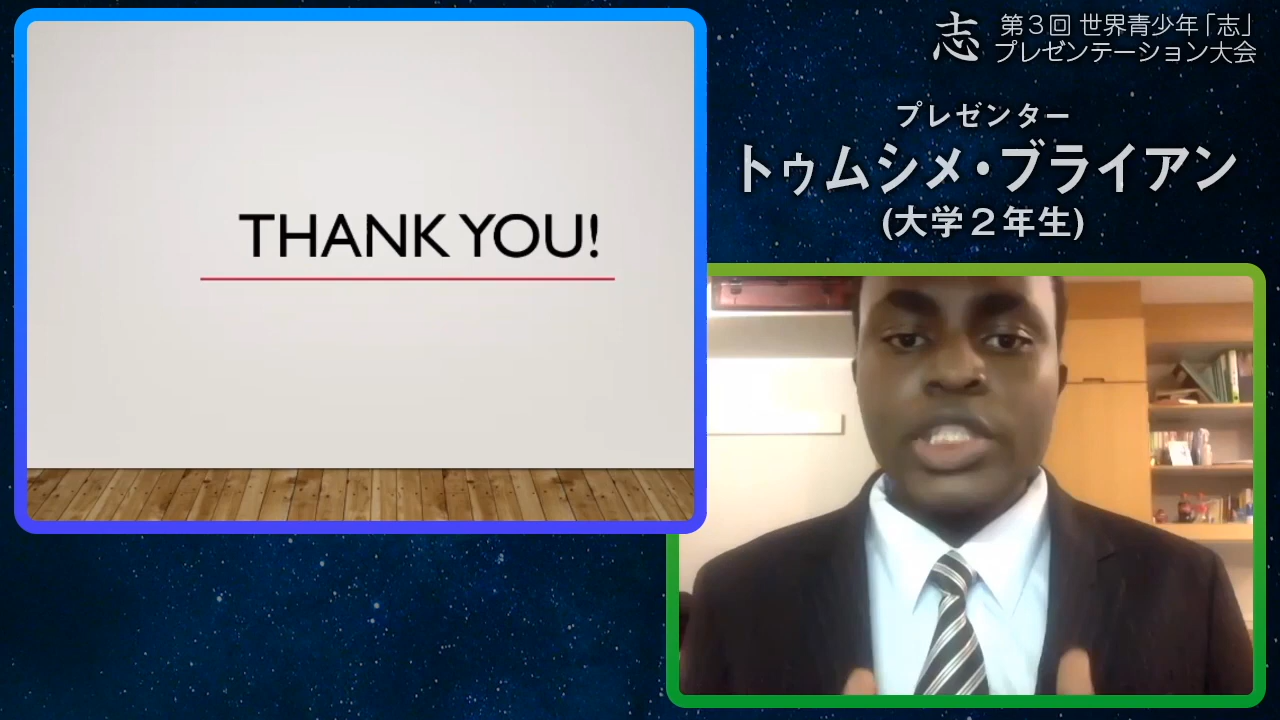 THANK YOU!
志
第3回 世界青少年「志」
プレゼンテーション大会
プレゼンター
トゥムシメ・ブライアン
(大学2年生)